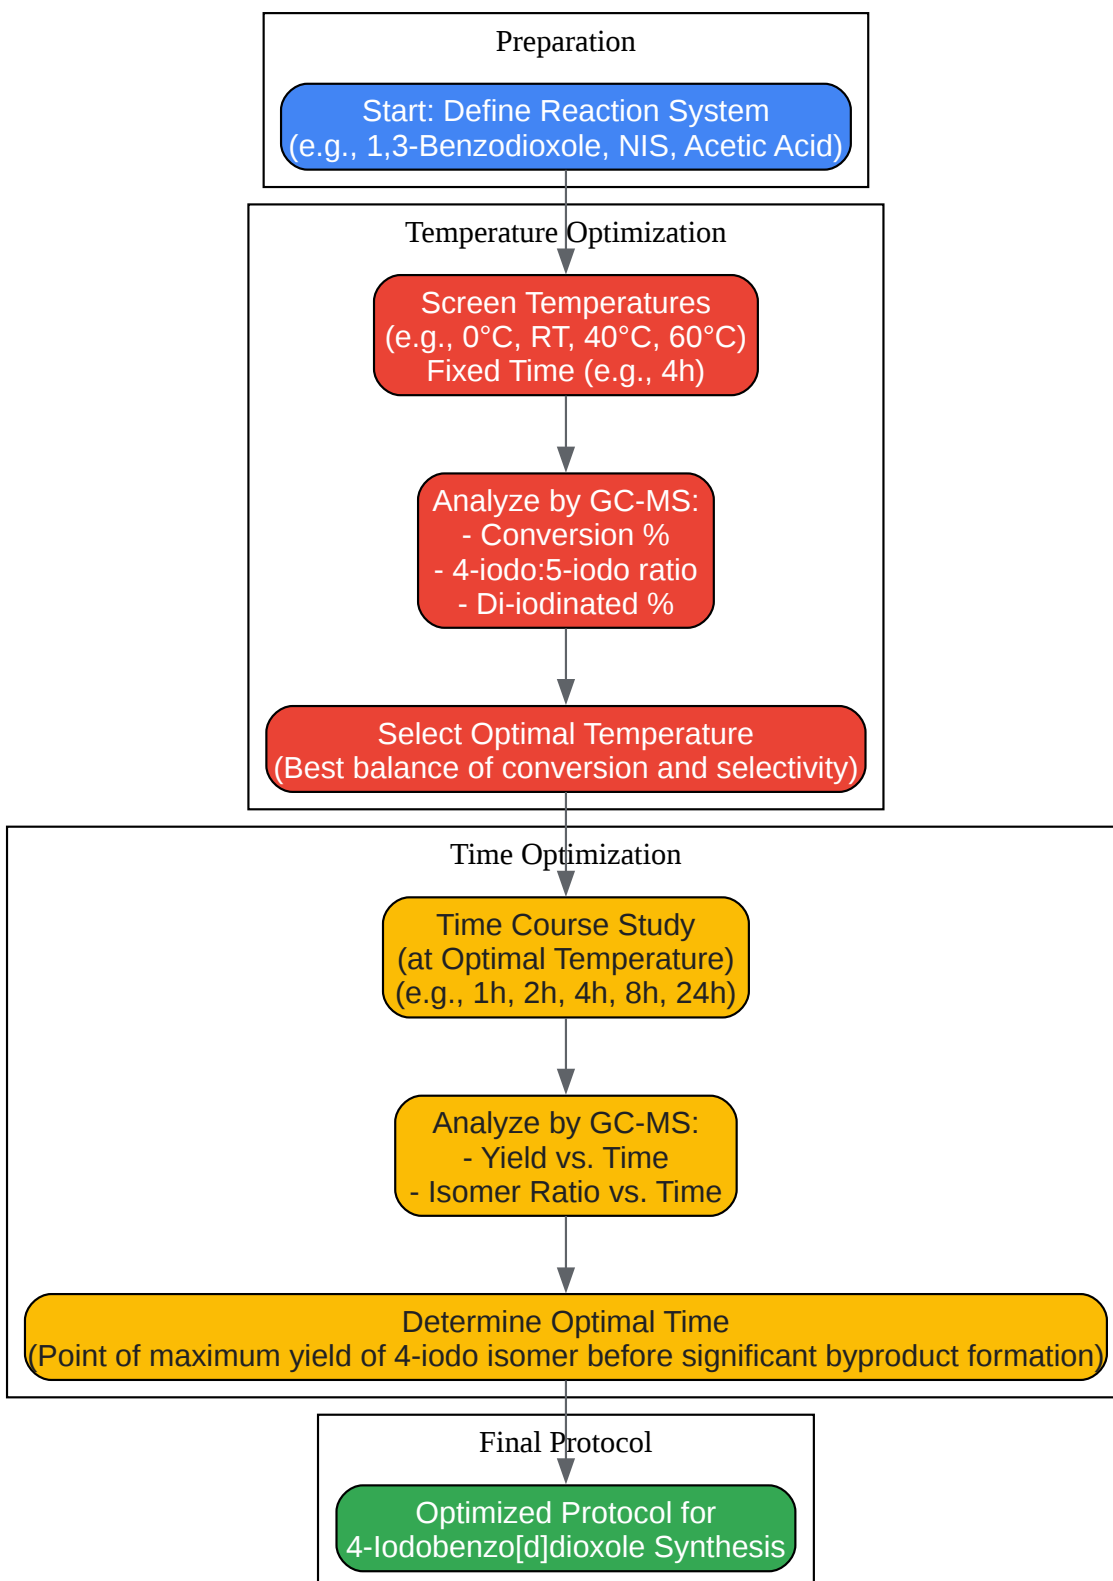 Preparation
Start: Define Reaction System
(e.g., 1,3-Benzodioxole, NIS, Acetic Acid)
Temperature Optimization
Screen Temperatures
(e.g., 0°C, RT, 40°C, 60°C)
Fixed Time (e.g., 4h)
Analyze by GC-MS:
- Conversion %
- 4-iodo:5-iodo ratio
- Di-iodinated %
Select Optimal Temperature
(Best balance of conversion and selectivity)
Time Optimization
Time Course Study
(at Optimal Temperature)
(e.g., 1h, 2h, 4h, 8h, 24h)
Analyze by GC-MS:
- Yield vs. Time
- Isomer Ratio vs. Time
Determine Optimal Time
(Point of maximum yield of 4-iodo isomer before significant byproduct formation)
Final Protocol
Optimized Protocol for
4-Iodobenzo[d]dioxole Synthesis